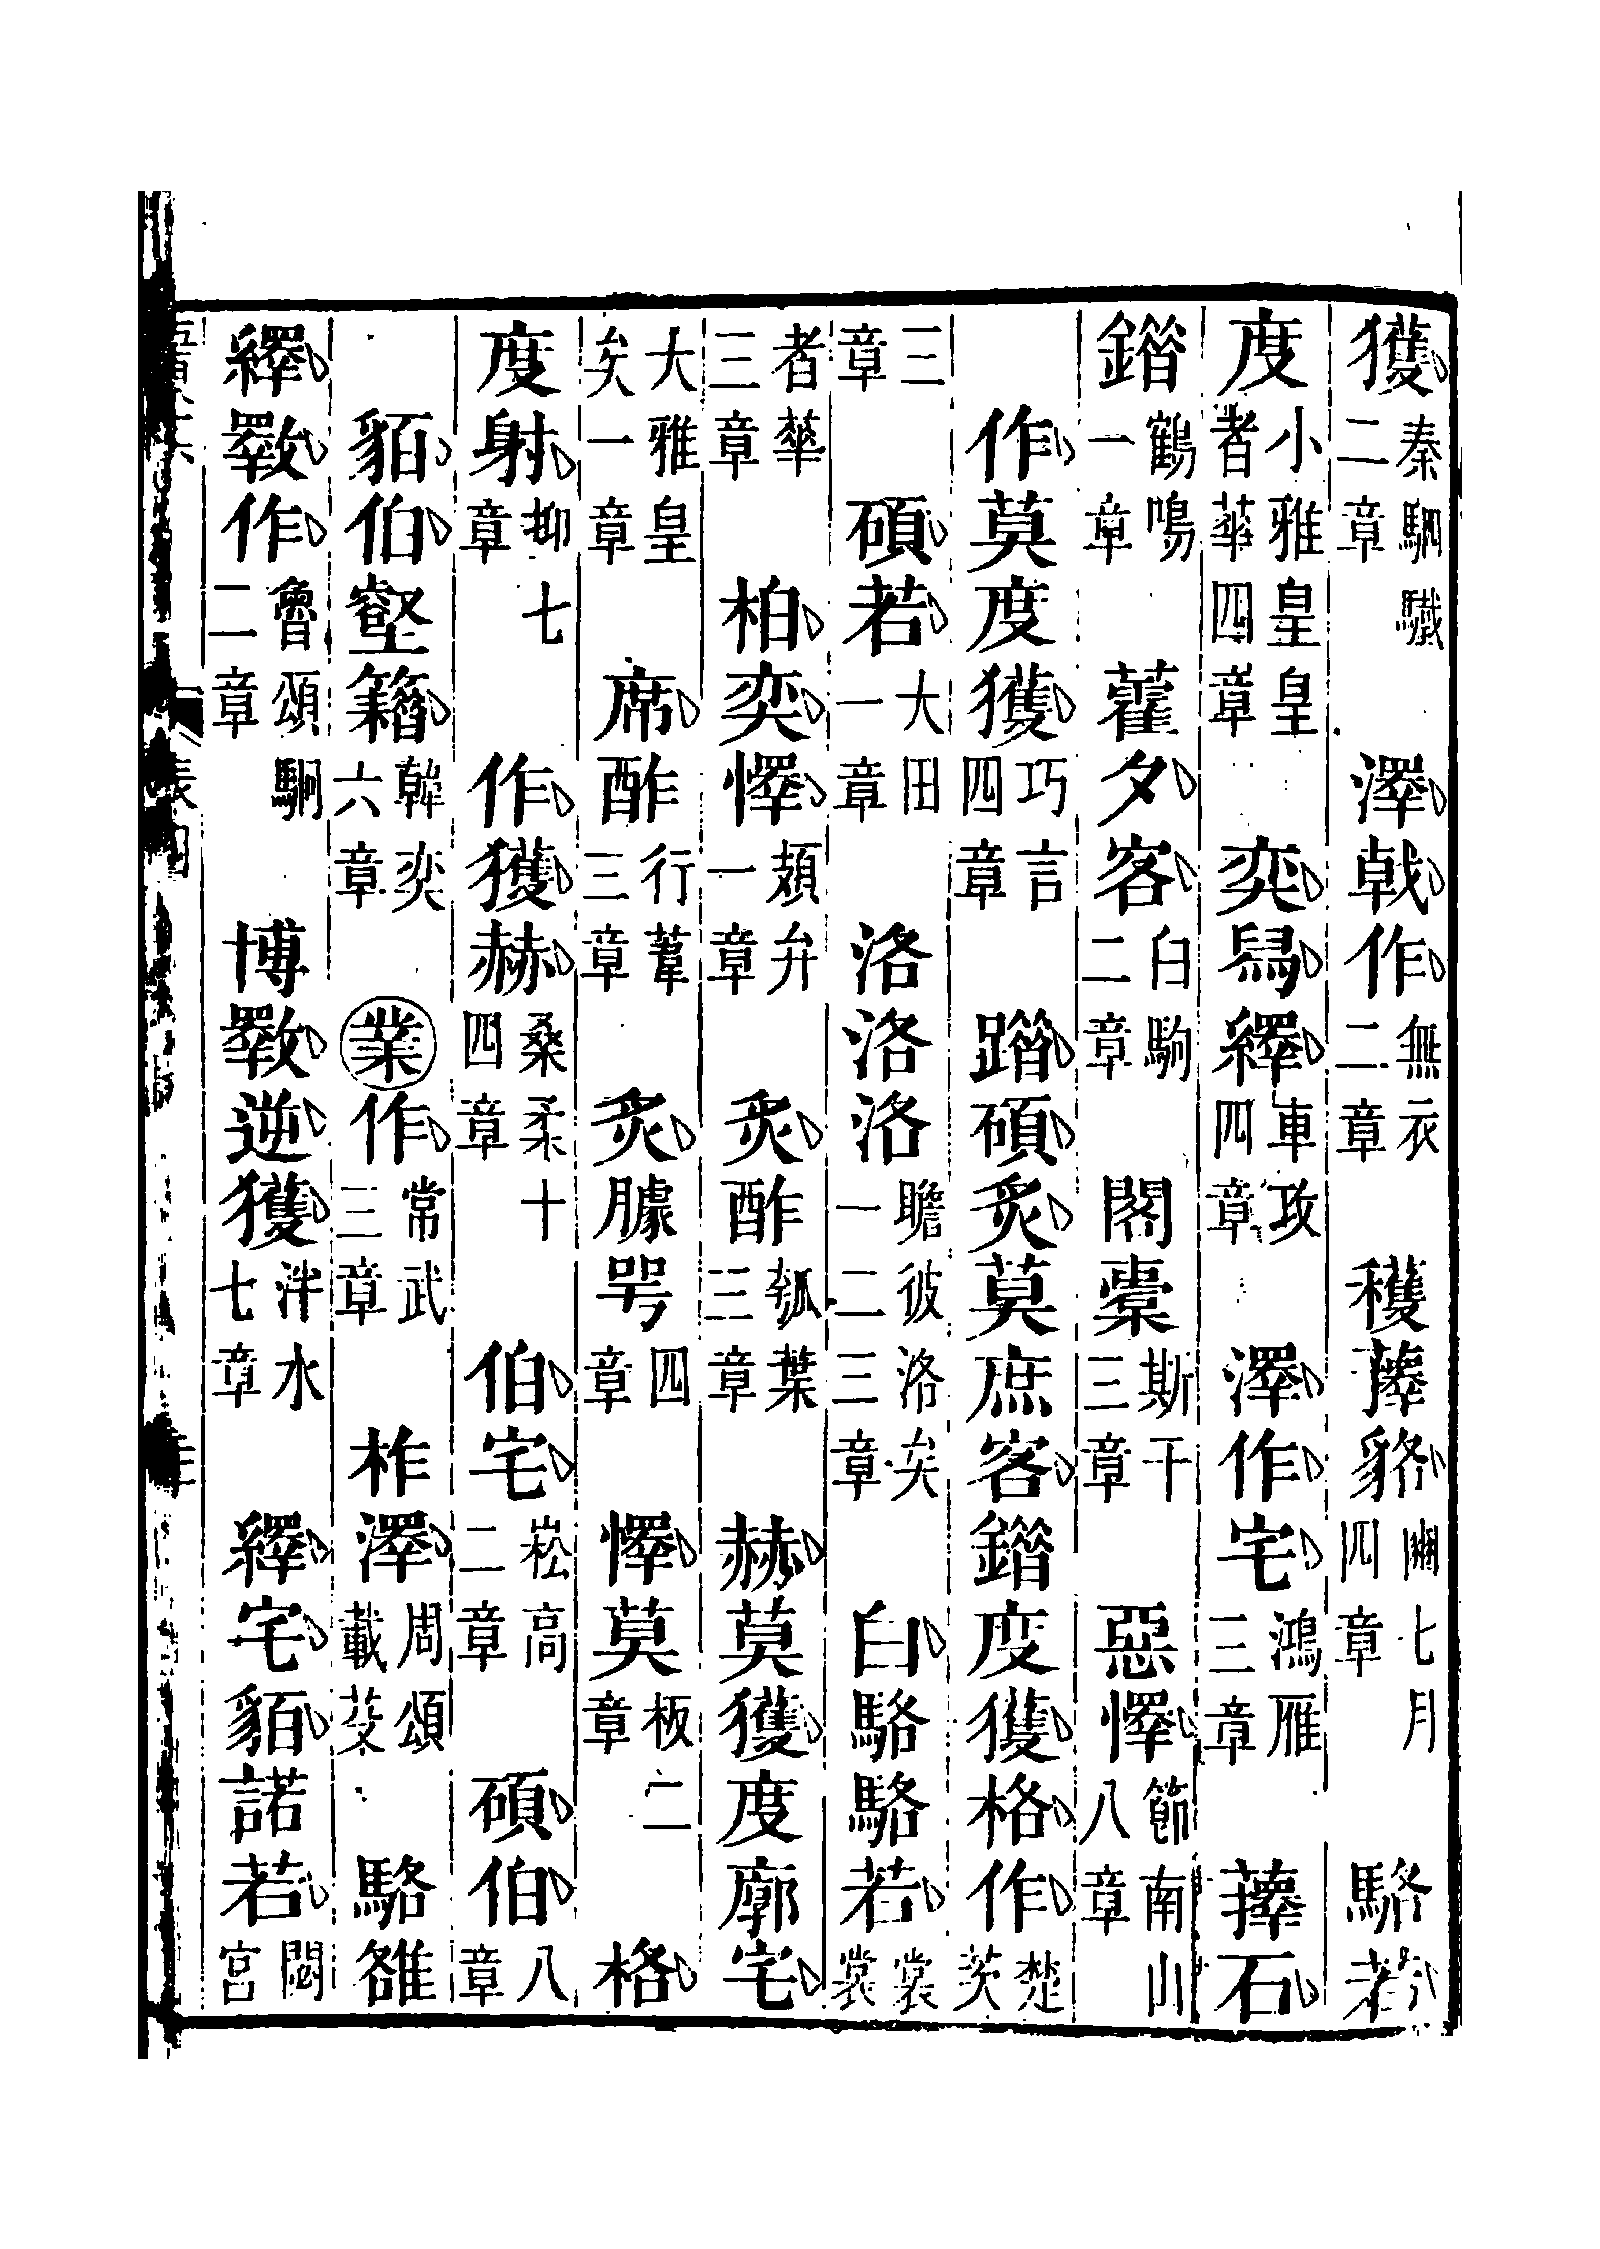 獲秦駟驖二章　澤戟作無衣二章　穫蘀貉豳七月四章　駱若
度小雅皇皇者華四章　奕舄繹車攻四章　澤作宅鴻雁三章　蘀石
錯鶴鳴一章　藿夕客白駒二章　閣櫜斯干三章　惡懌節南山八章
作莫度獲巧言四章　踖碩炙莫庶客錯度獲格作楚茨
三章　碩若大田一章　洛洛洛瞻彼洛矣一二三章　白駱駱若裳裳
者華三章　柏奕懌頍弁一章　炙酢瓠葉三章　赫莫獲度廓宅
大雅皇矣一章　席酢行葦三章　炙臄咢四章　懌莫板二章　格
度射抑七章　作獲赫桑柔十四章　伯宅崧高二章　碩伯八章
貊伯壑籍韓奕六章　業作常武三章　柞澤周頌載芟　駱雒
繹斁作魯頌駉二章　博斁逆獲泮水七章　繹宅貊諾若閟宮